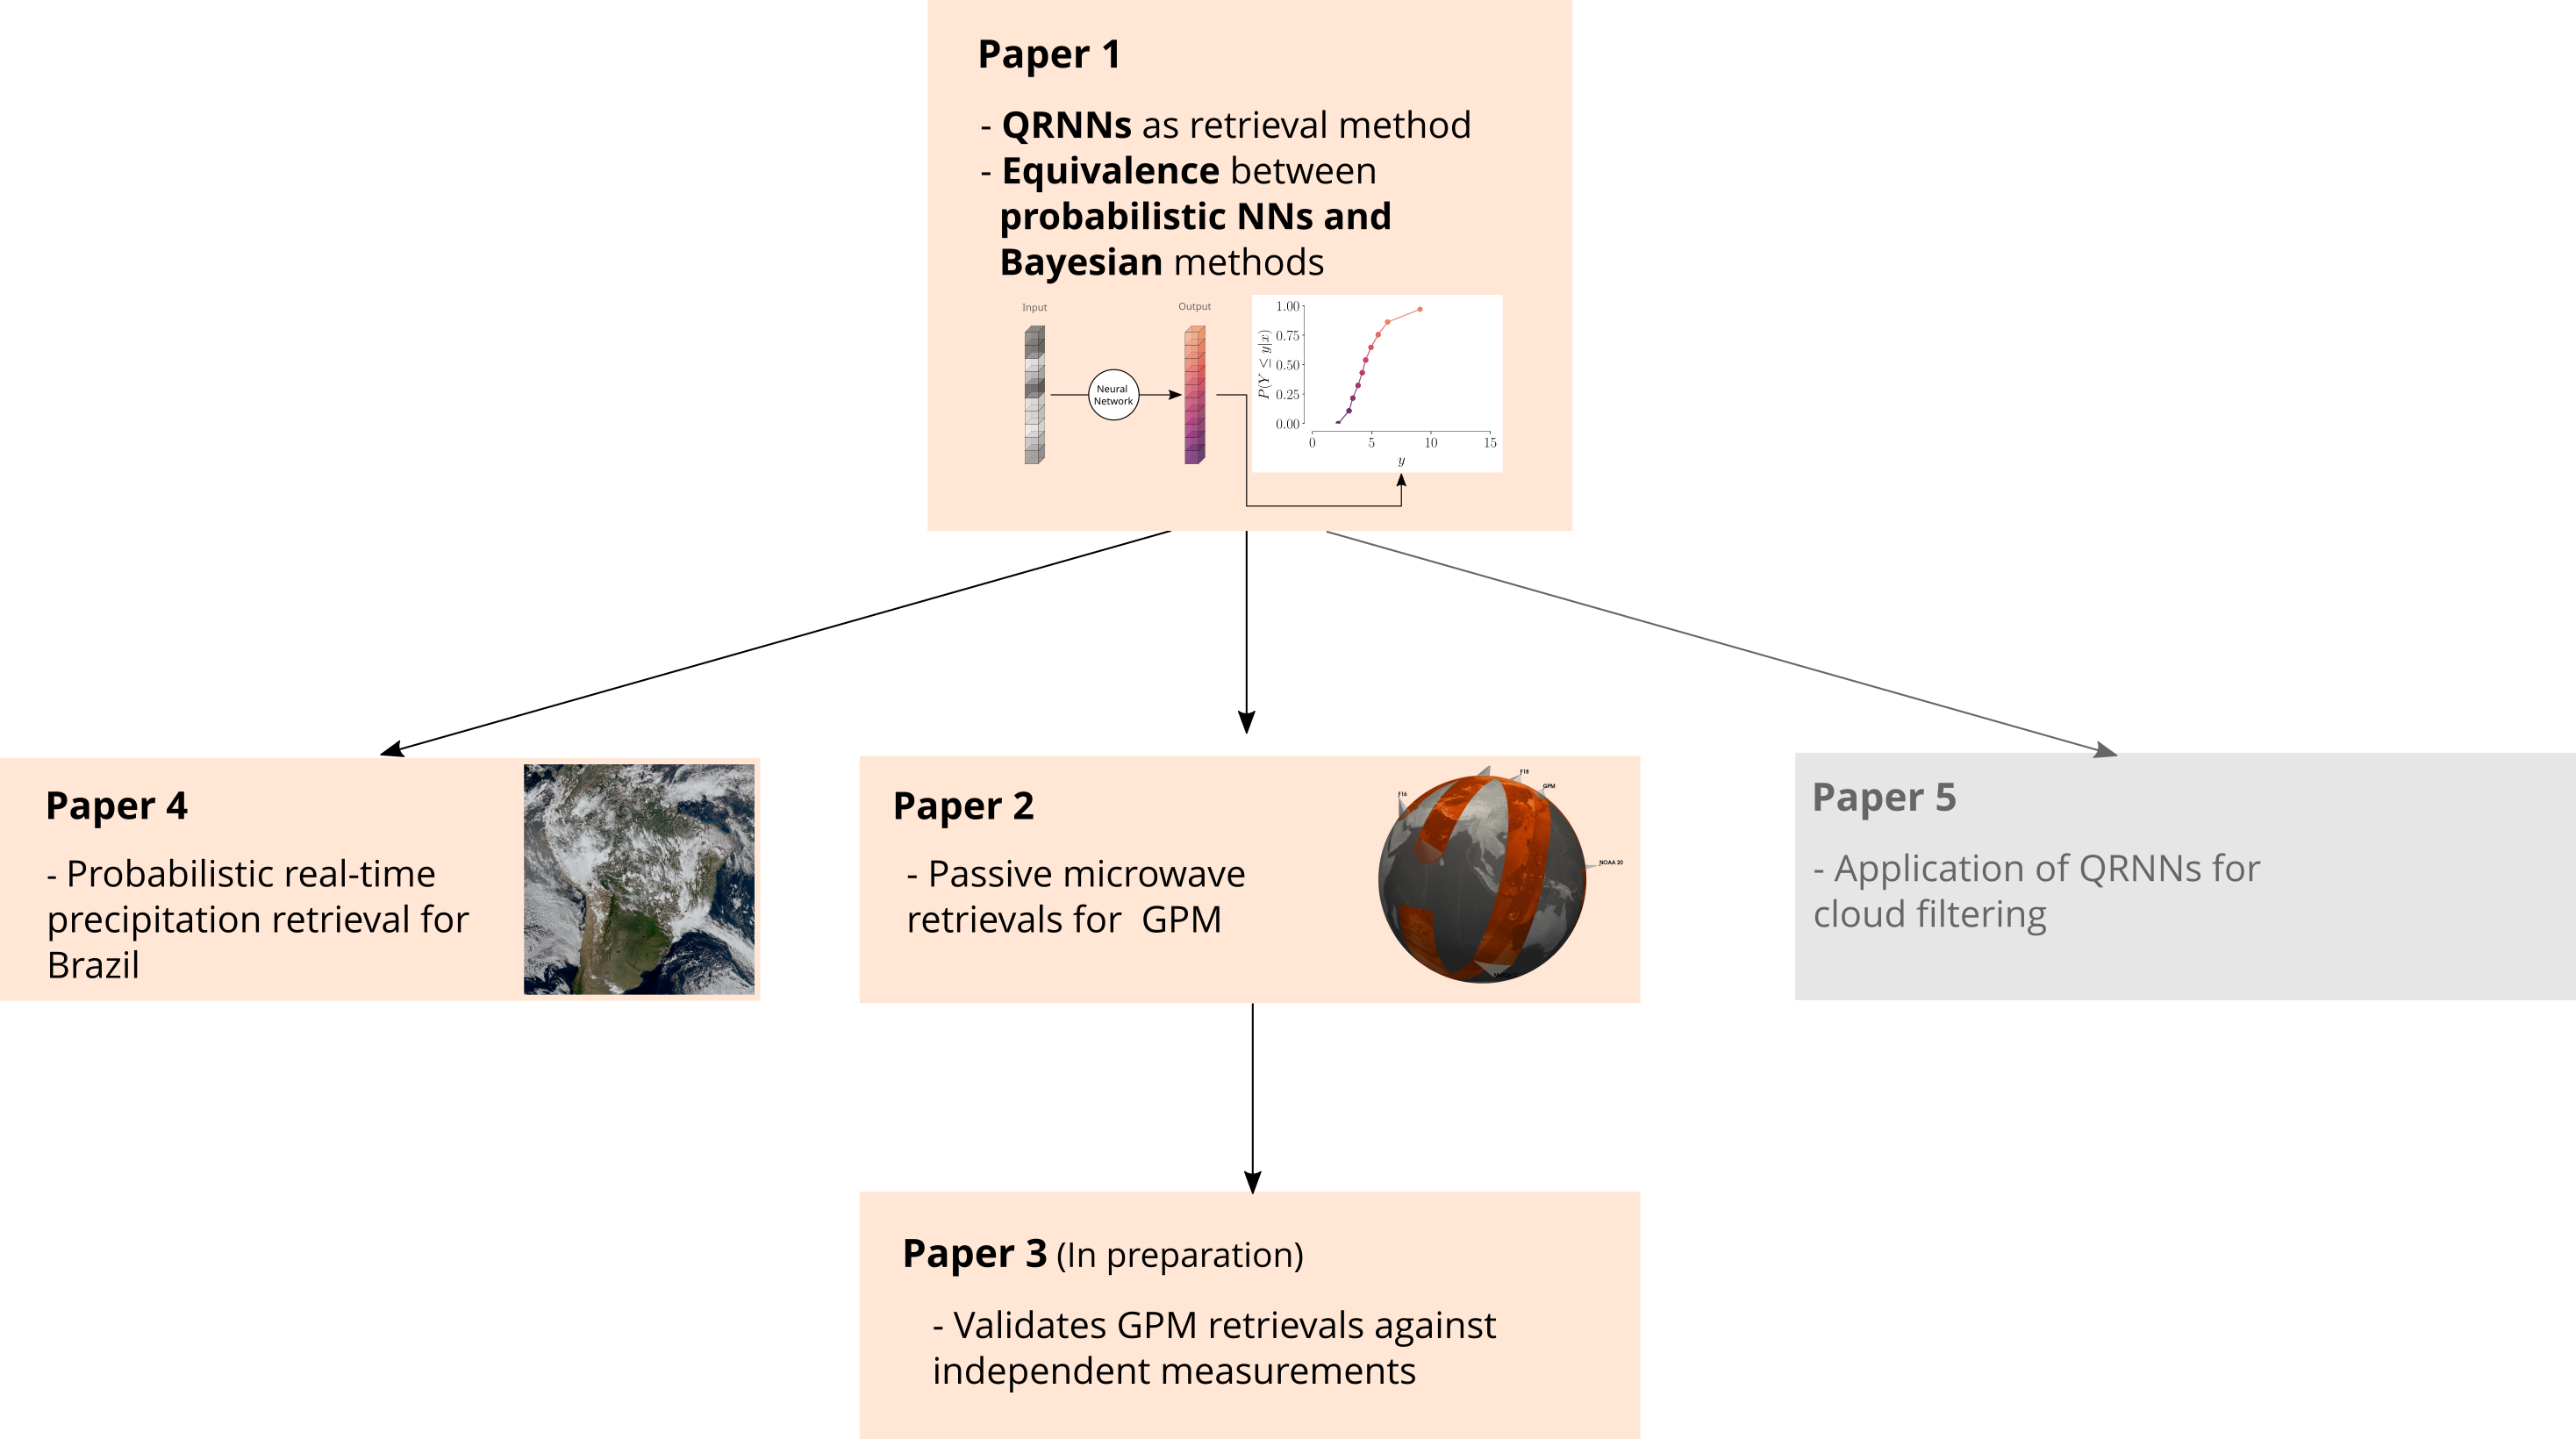 Paper 1
- QRNNs as retrieval method
- Equivalence between
probabilistic NNs and
Bayesian methods
Input
Output
Neural
Network
1.00
0.75
0.50
0.25
0.00
P(Y ≤ y|x)
0 5 10 15
y
Paper 4
- Probabilistic real-time
precipitation retrieval for
Brazil
Paper 2
- Passive microwave
retrievals for GPM
F16
F18
GPM
NOAA 20
Paper 5
- Application of QRNNs for
cloud filtering
Paper 3 (In preparation)
- Validates GPM retrievals against
independent measurements